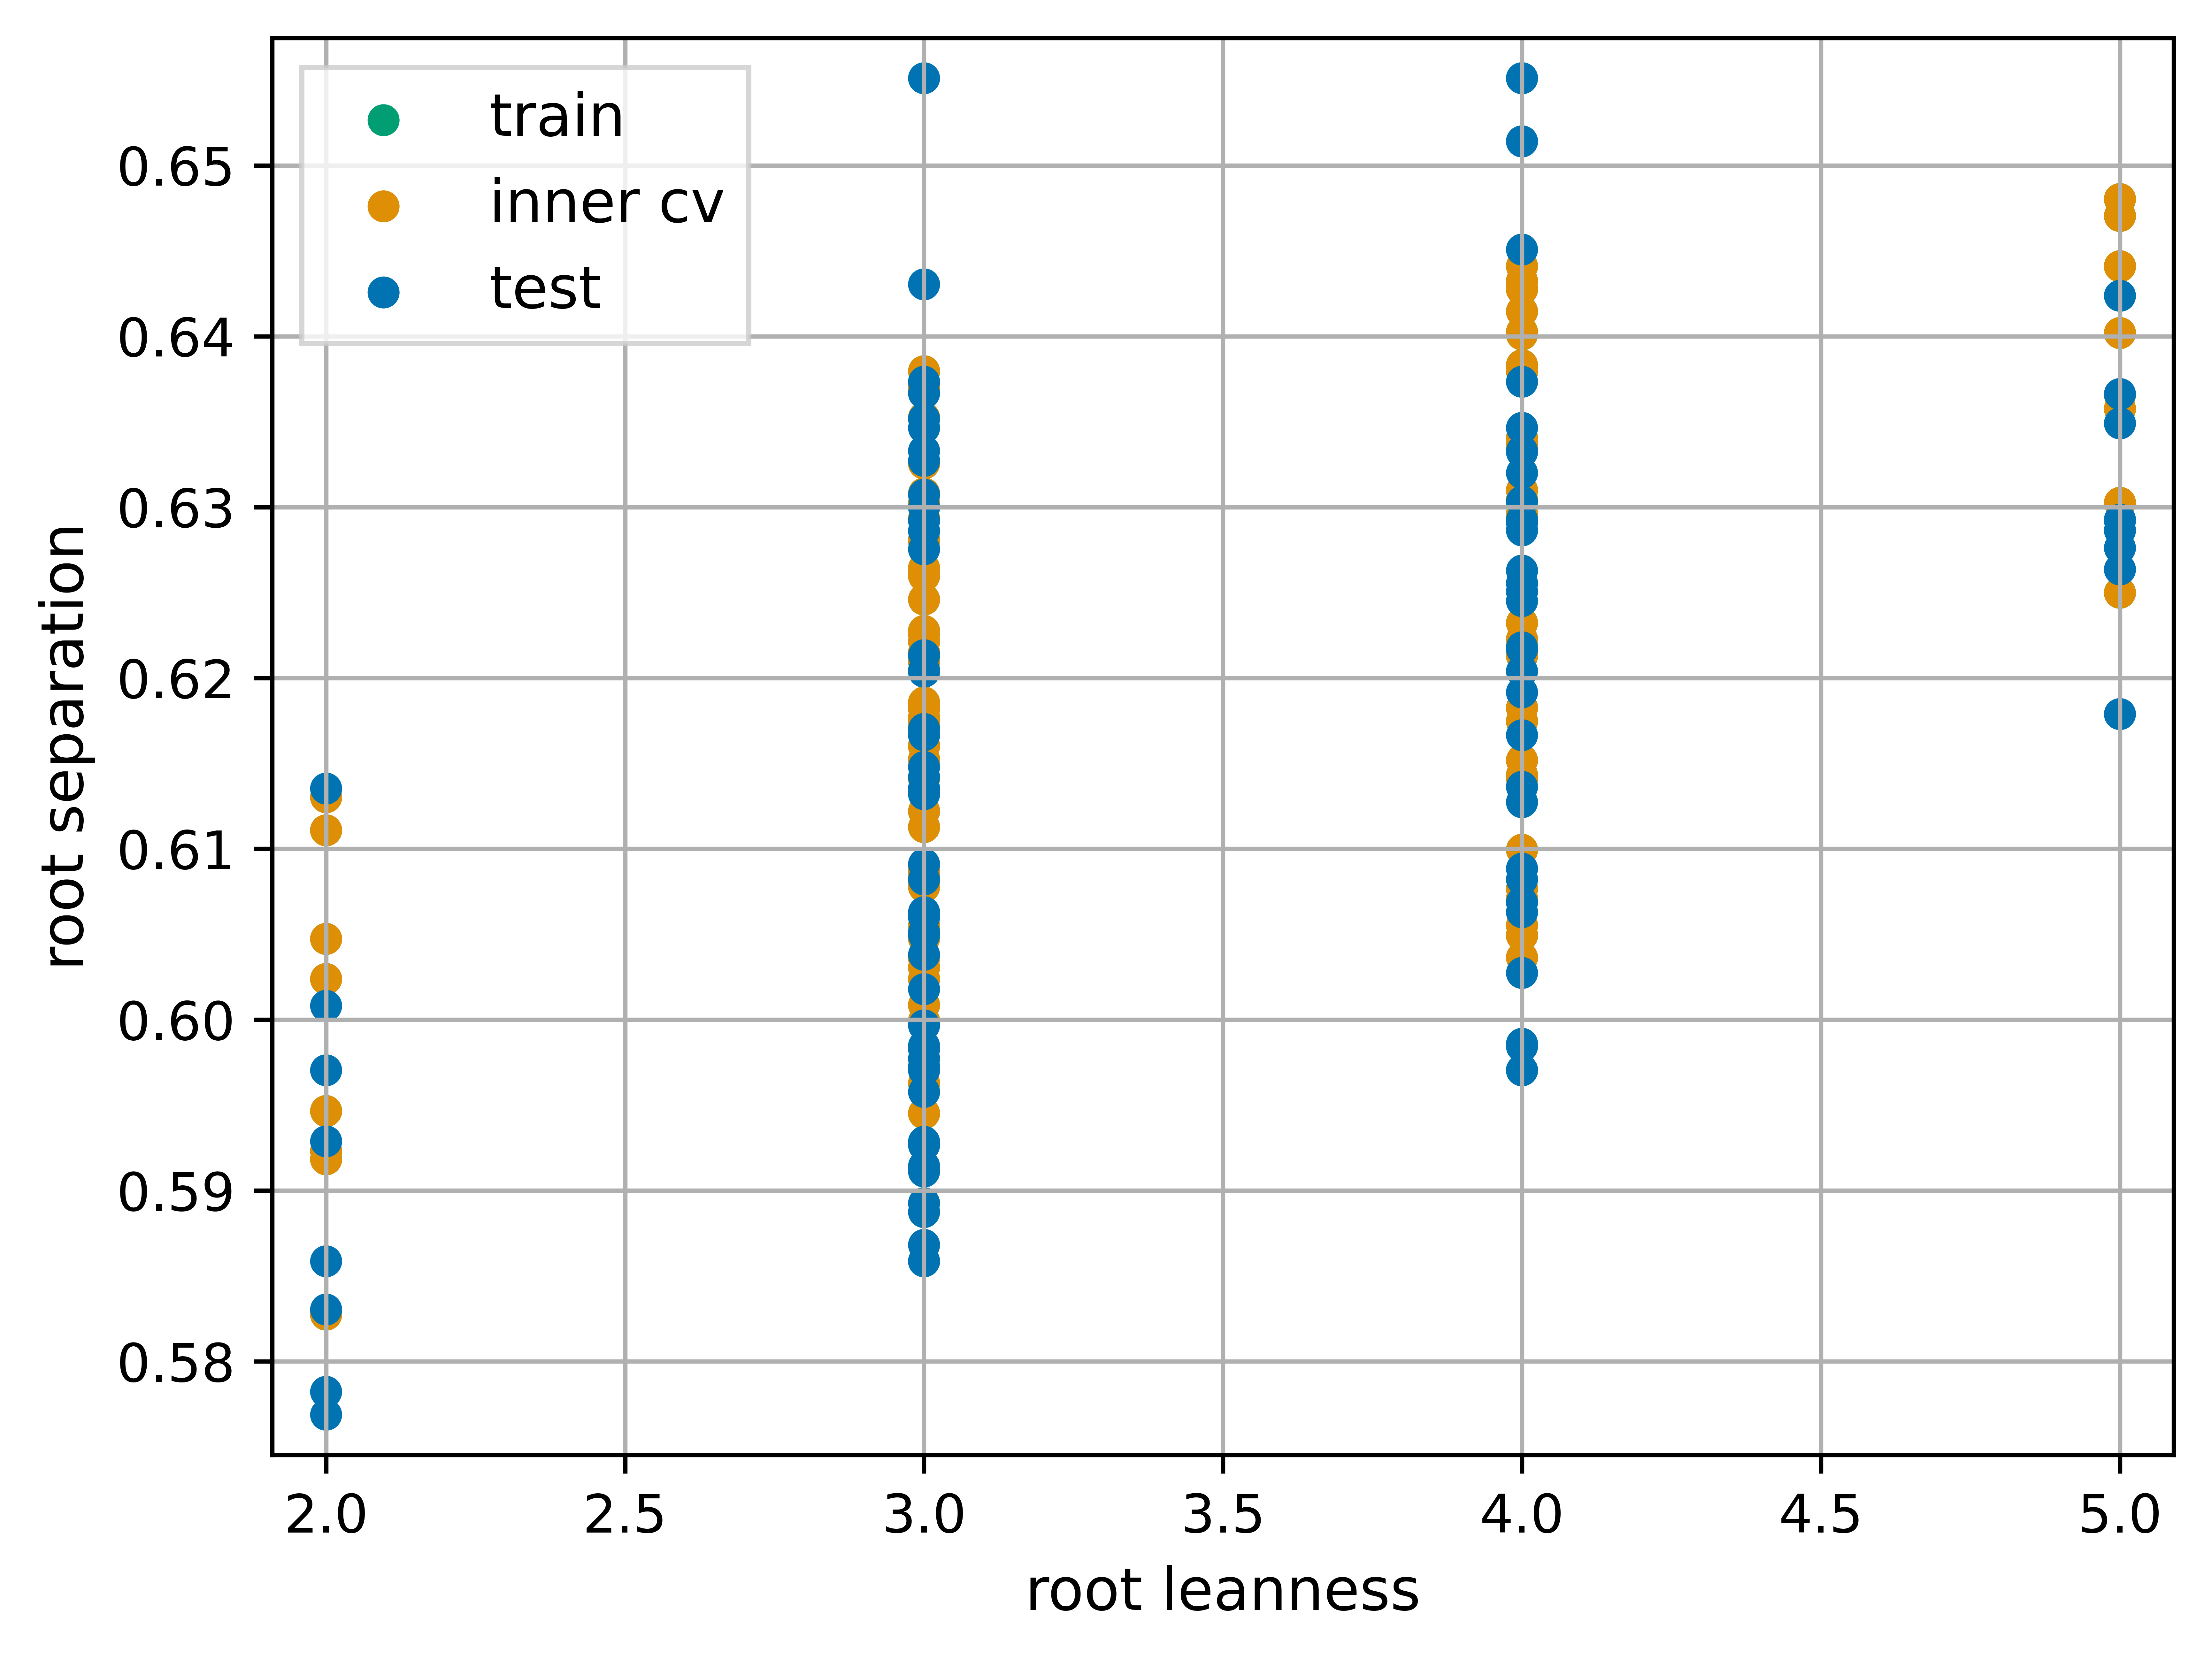 train
inner cv
test
0.65
0.64
0.63
0.62
0.61
0.60
0.59
0.58
root separation
2.0 2.5 3.0 3.5 4.0 4.5 5.0
root leanness